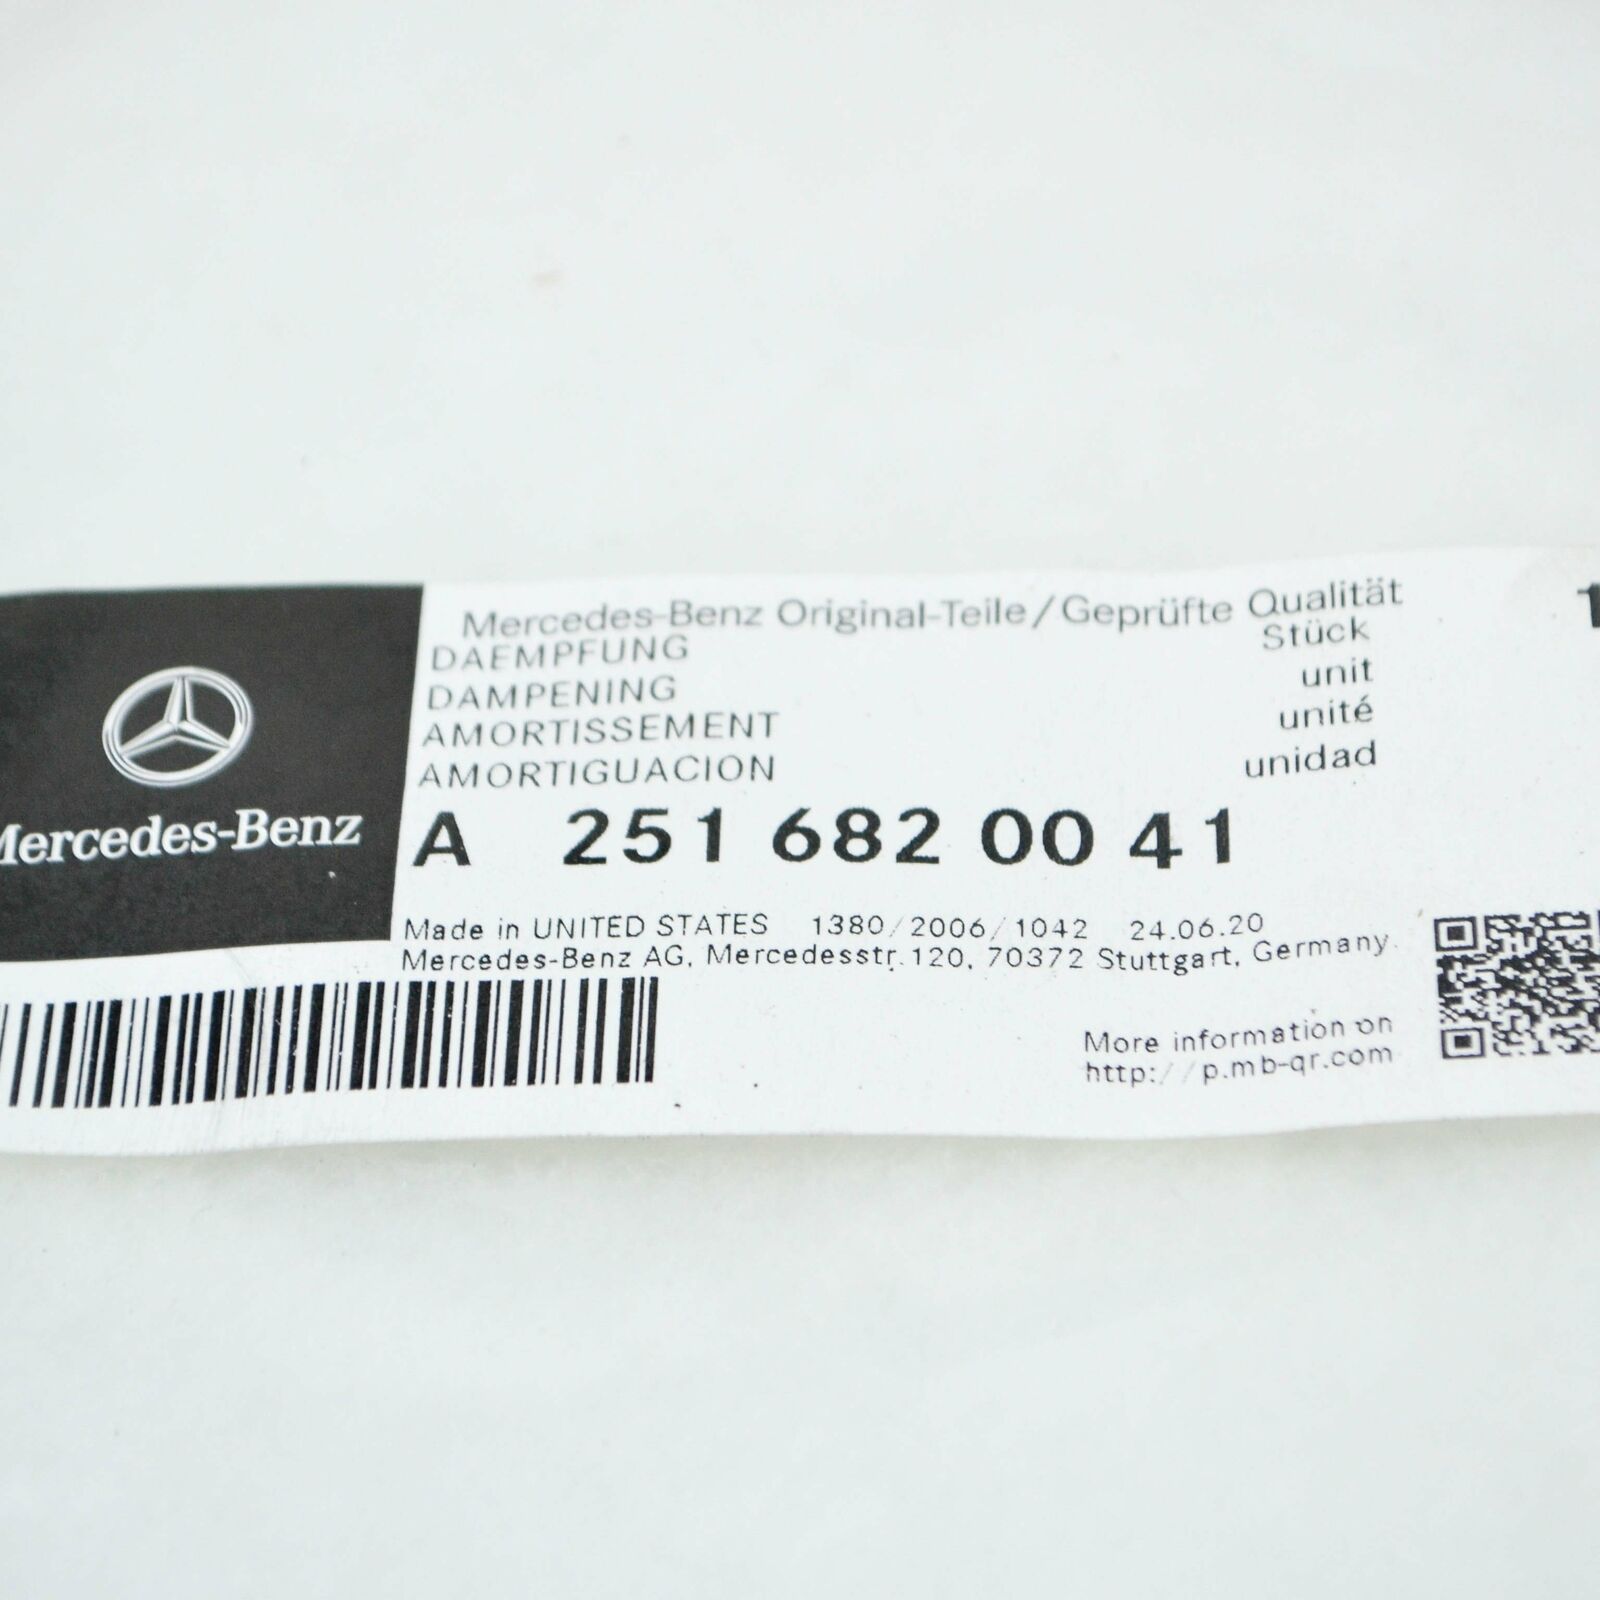 Mercedes-Benz
Mercedes-Benz Original-Teile/Geprüfte Qualität
DAEMPFUNG Stück 1
DAMPENING unit
AMORTISSEMENT unité
AMORTIGUACION unidad
A 251 682 00 41
Made in UNITED STATES 1380/2006/1042 24.06.20
Mercedes-Benz AG, Mercedesstr.120, 70372 Stuttgart, Germany
More information on
http://p.mb-qr.com